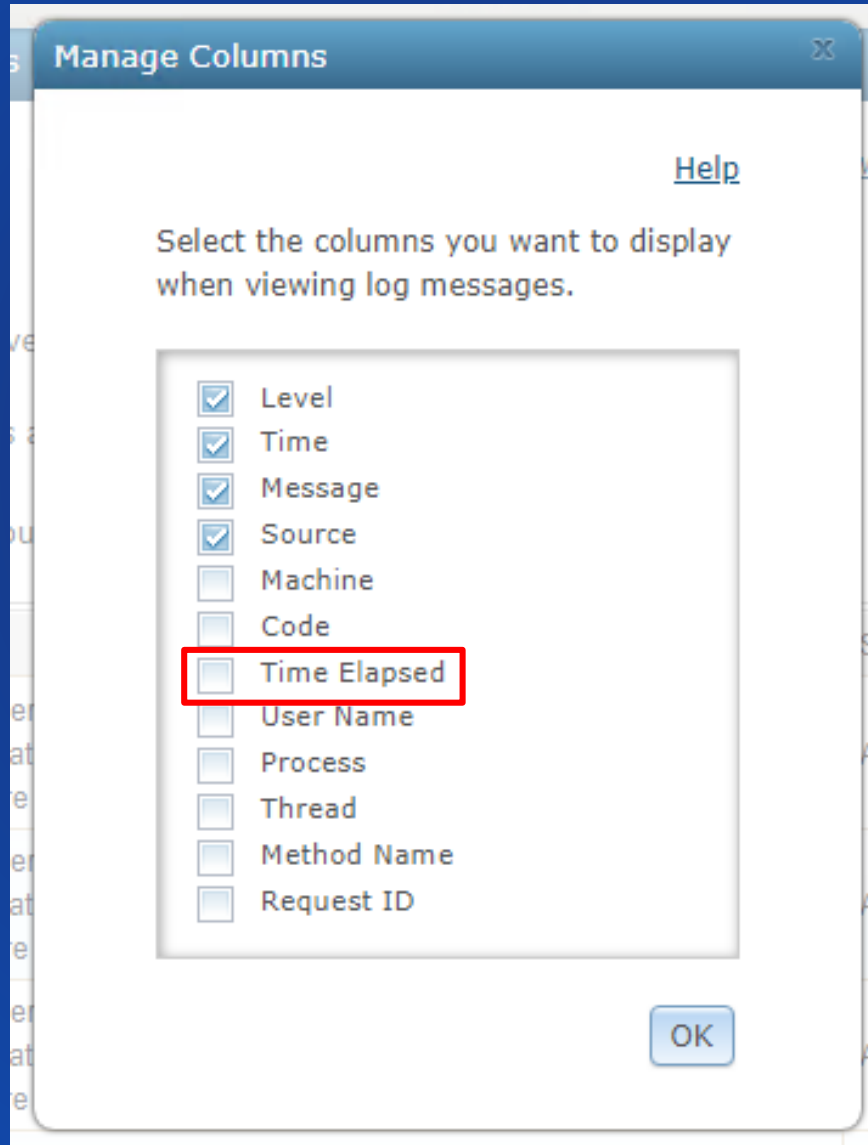 Manage Columns
Help
Select the columns you want to display
when viewing log messages.
Level
Time
Message
Source
Machine
Code
Time Elapsed
User Name
Process
Thread
Method Name
Request ID
OK